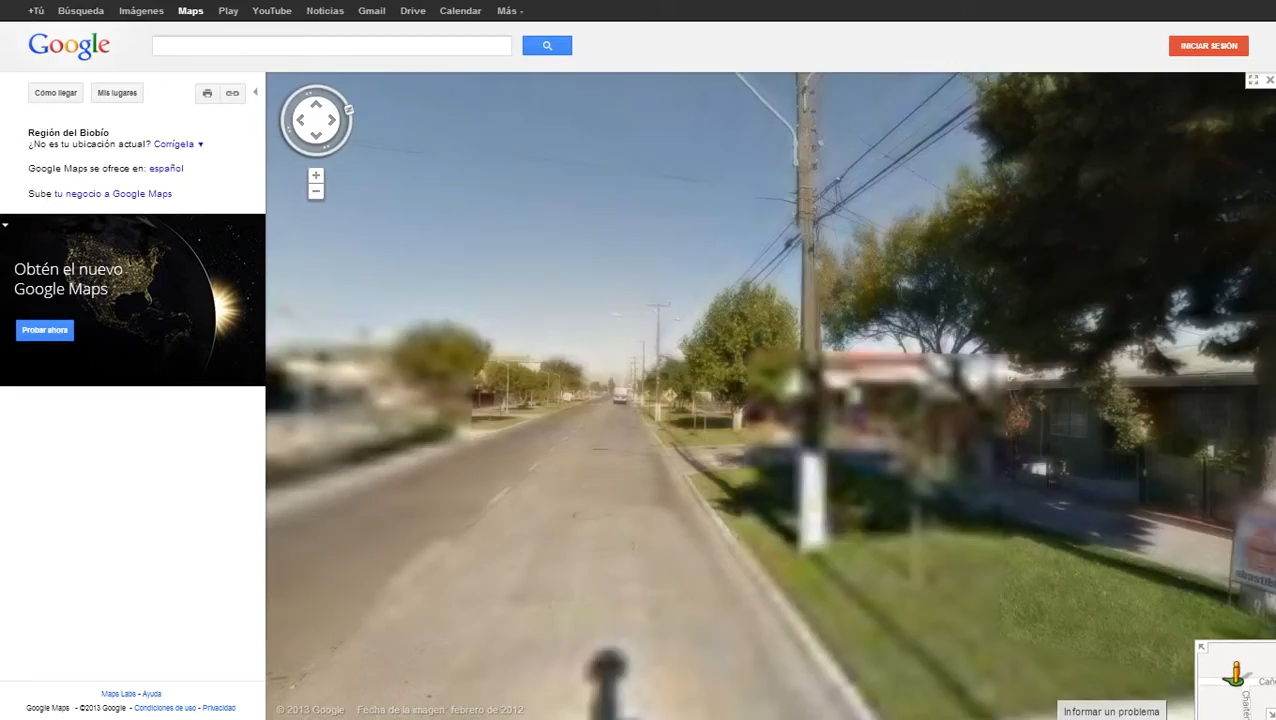 +Tú Búsqueda Imágenes Maps Play YouTube Noticias Gmail Drive Calendar Más
Google
INICIAR SESIÓN
Cómo llegar Mis lugares
Región del Biobío
¿No es tu ubicación actual? Corrígela
Google Maps se ofrece en: español
Sube tu negocio a Google Maps
Obtén el nuevo
Google Maps
Probar ahora
Maps Labs - Ayuda
Google Maps - ©2013 Google - Condiciones de uso - Privacidad
© 2013 Google Fecha de la imagen: febrero de 2012
Informar un problema